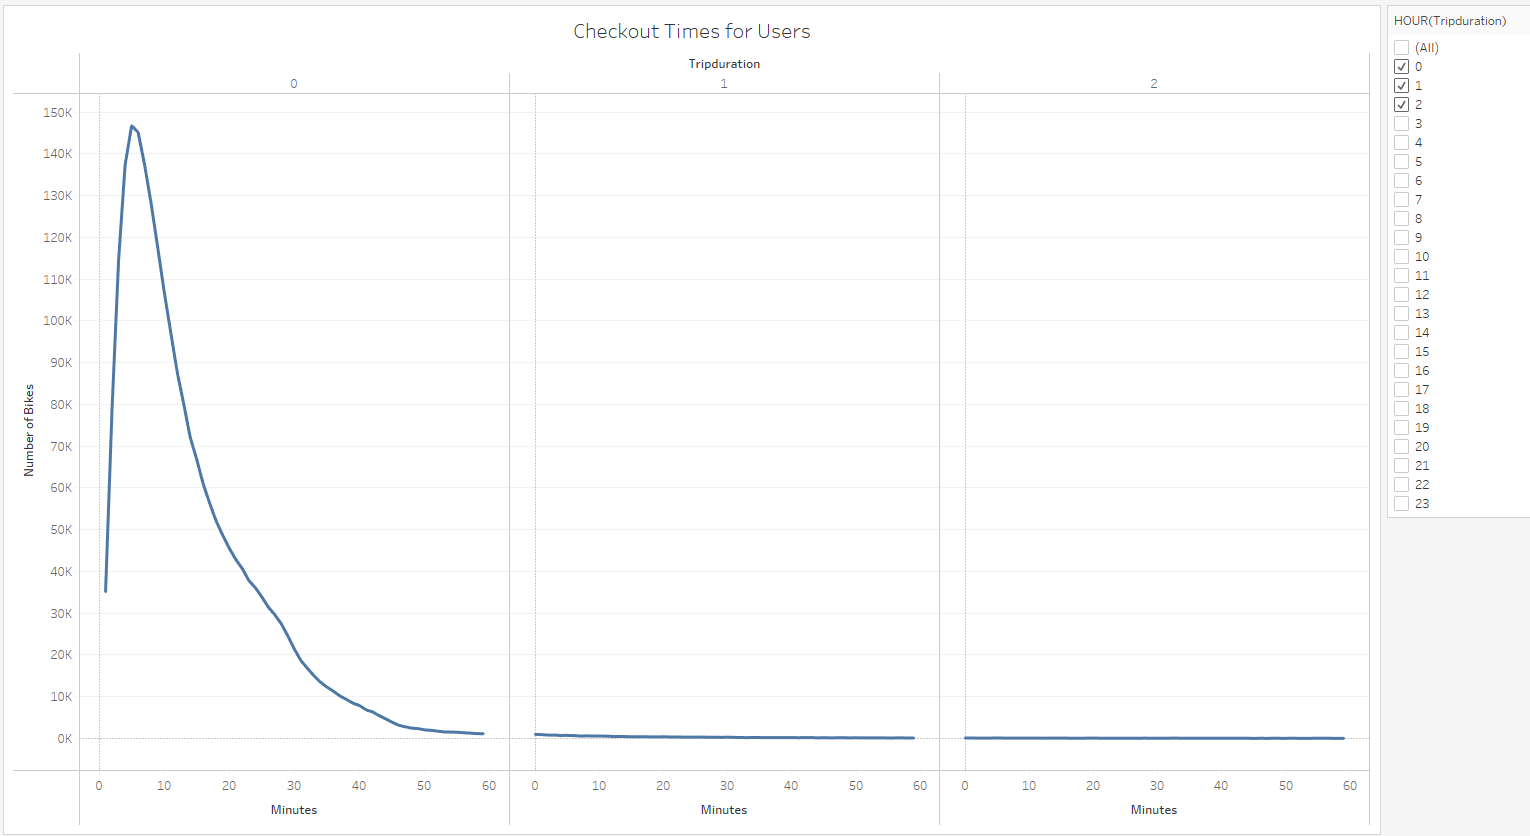 Checkout Times for Users
Tripduration
0 1 2
150K
140K
130K
120K
110K
100K
90K
80K
70K
60K
50K
40K
30K
20K
10K
0K
Number of Bikes
0 10 20 30 40 50 60 0 10 20 30 40 50 60 0 10 20 30 40 50 60
Minutes Minutes Minutes
HOUR(Tripduration)
(All)
0
1
2
3
4
5
6
7
8
9
10
11
12
13
14
15
16
17
18
19
20
21
22
23